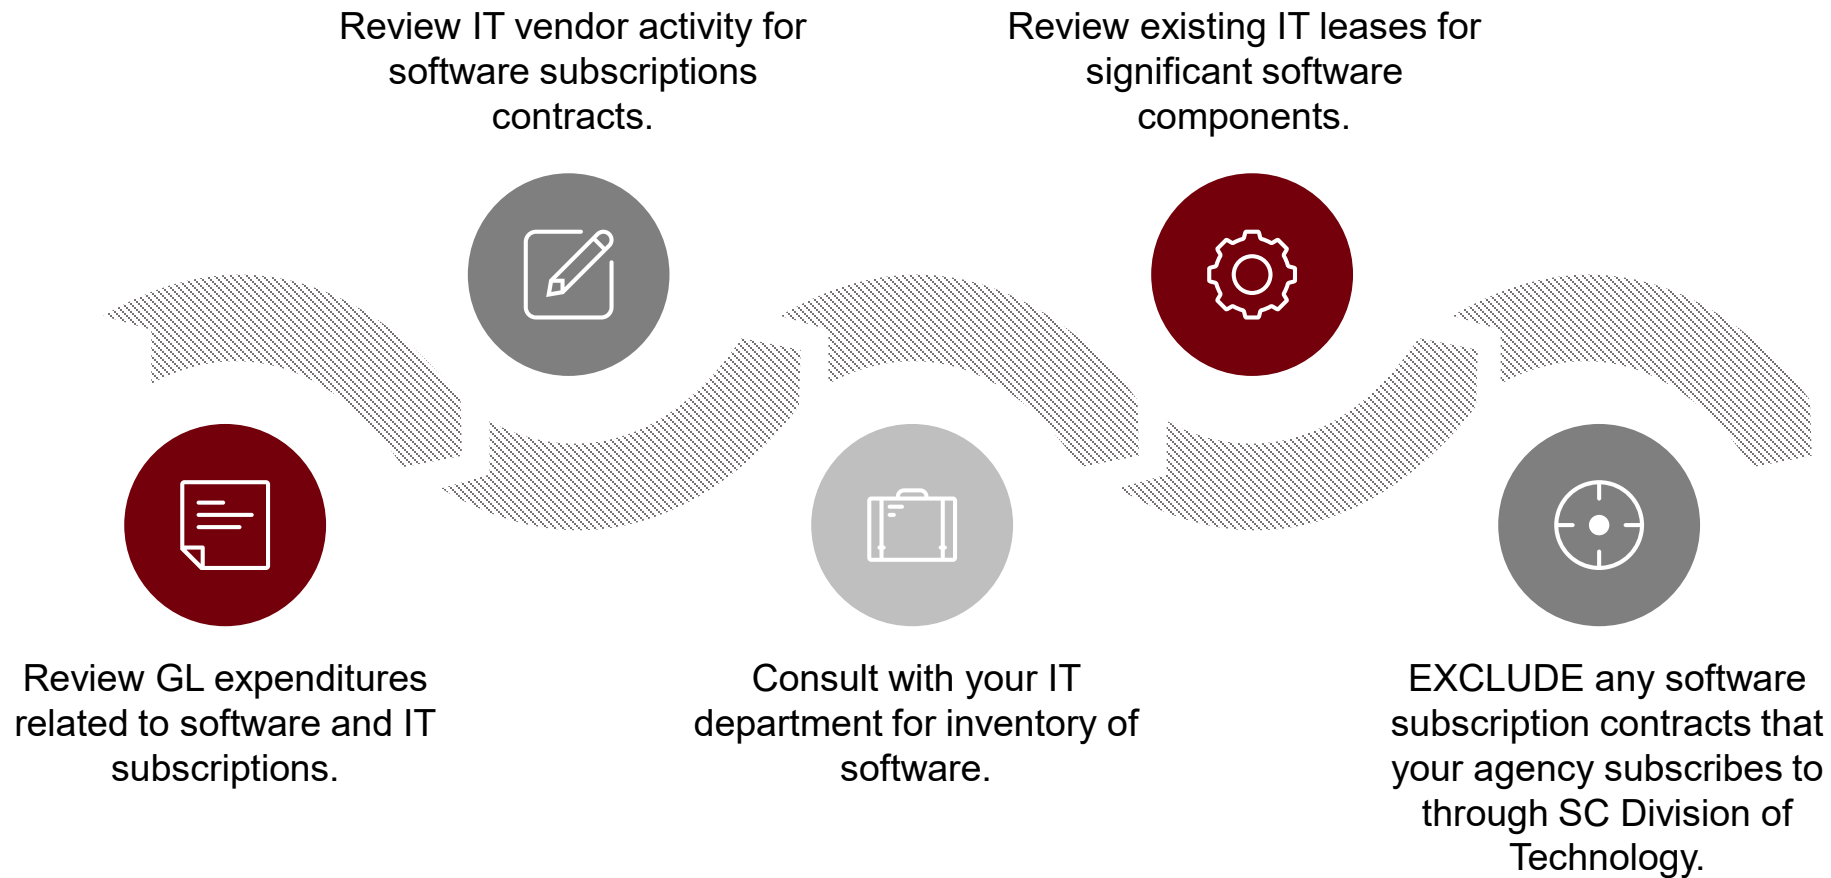 Review IT vendor activity for
software subscriptions
contracts.
Review existing IT leases for
significant software
components.
Review GL expenditures
related to software and IT
subscriptions.
Consult with your IT
department for inventory of
software.
EXCLUDE any software
subscription contracts that
your agency subscribes to
through SC Division of
Technology.